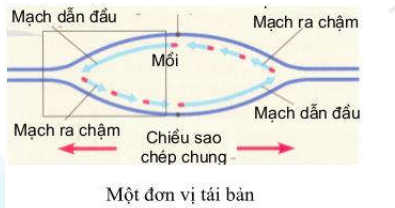 Mạch dẫn đầu
Mạch ra chậm
Mồi
Mạch ra chậm
Mạch dẫn đầu
Chiều sao
chép chung
Một đơn vị tái bản